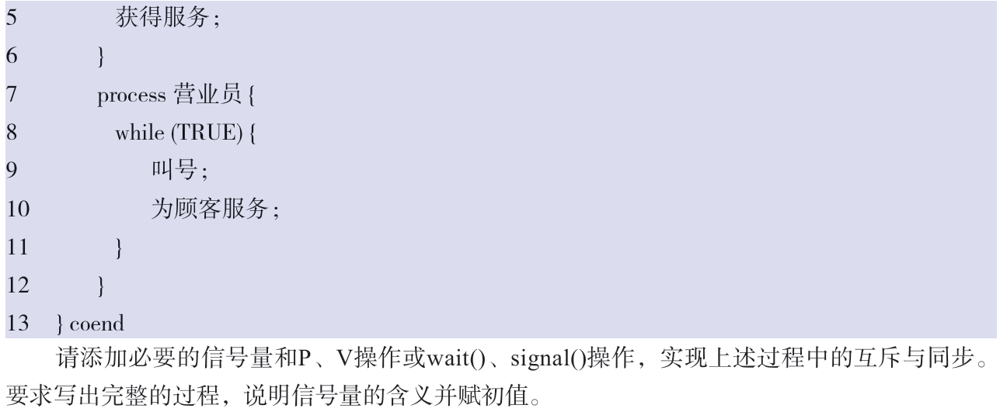 5 获得服务；
6 }
7 process 营业员 {
8 while (TRUE) {
9 叫号；
10 为顾客服务；
11 }
12 }
13 } coend
请添加必要的信号量和P、V操作或wait()、signal()操作，实现上述过程中的互斥与同步。
要求写出完整的过程，说明信号量的含义并赋初值。